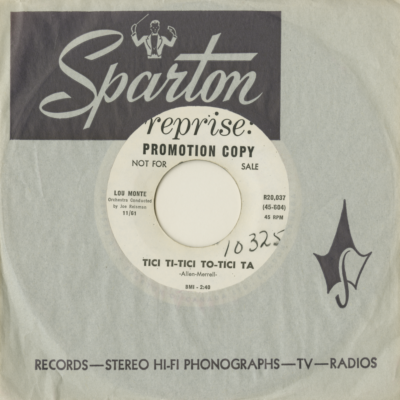 Sparton
reprise:
PROMOTION COPY
NOT FOR SALE
LOU MONTE
Orchestra Conducted
by Joe Reisman
11/61
R20,037
(45-604)
45 RPM
10325
TICI TI-TICI TO-TICI TA
-Allen-Merrell-
BMI - 2:40
RECORDS—STEREO HI-FI PHONOGRAPHS—TV—RADIOS